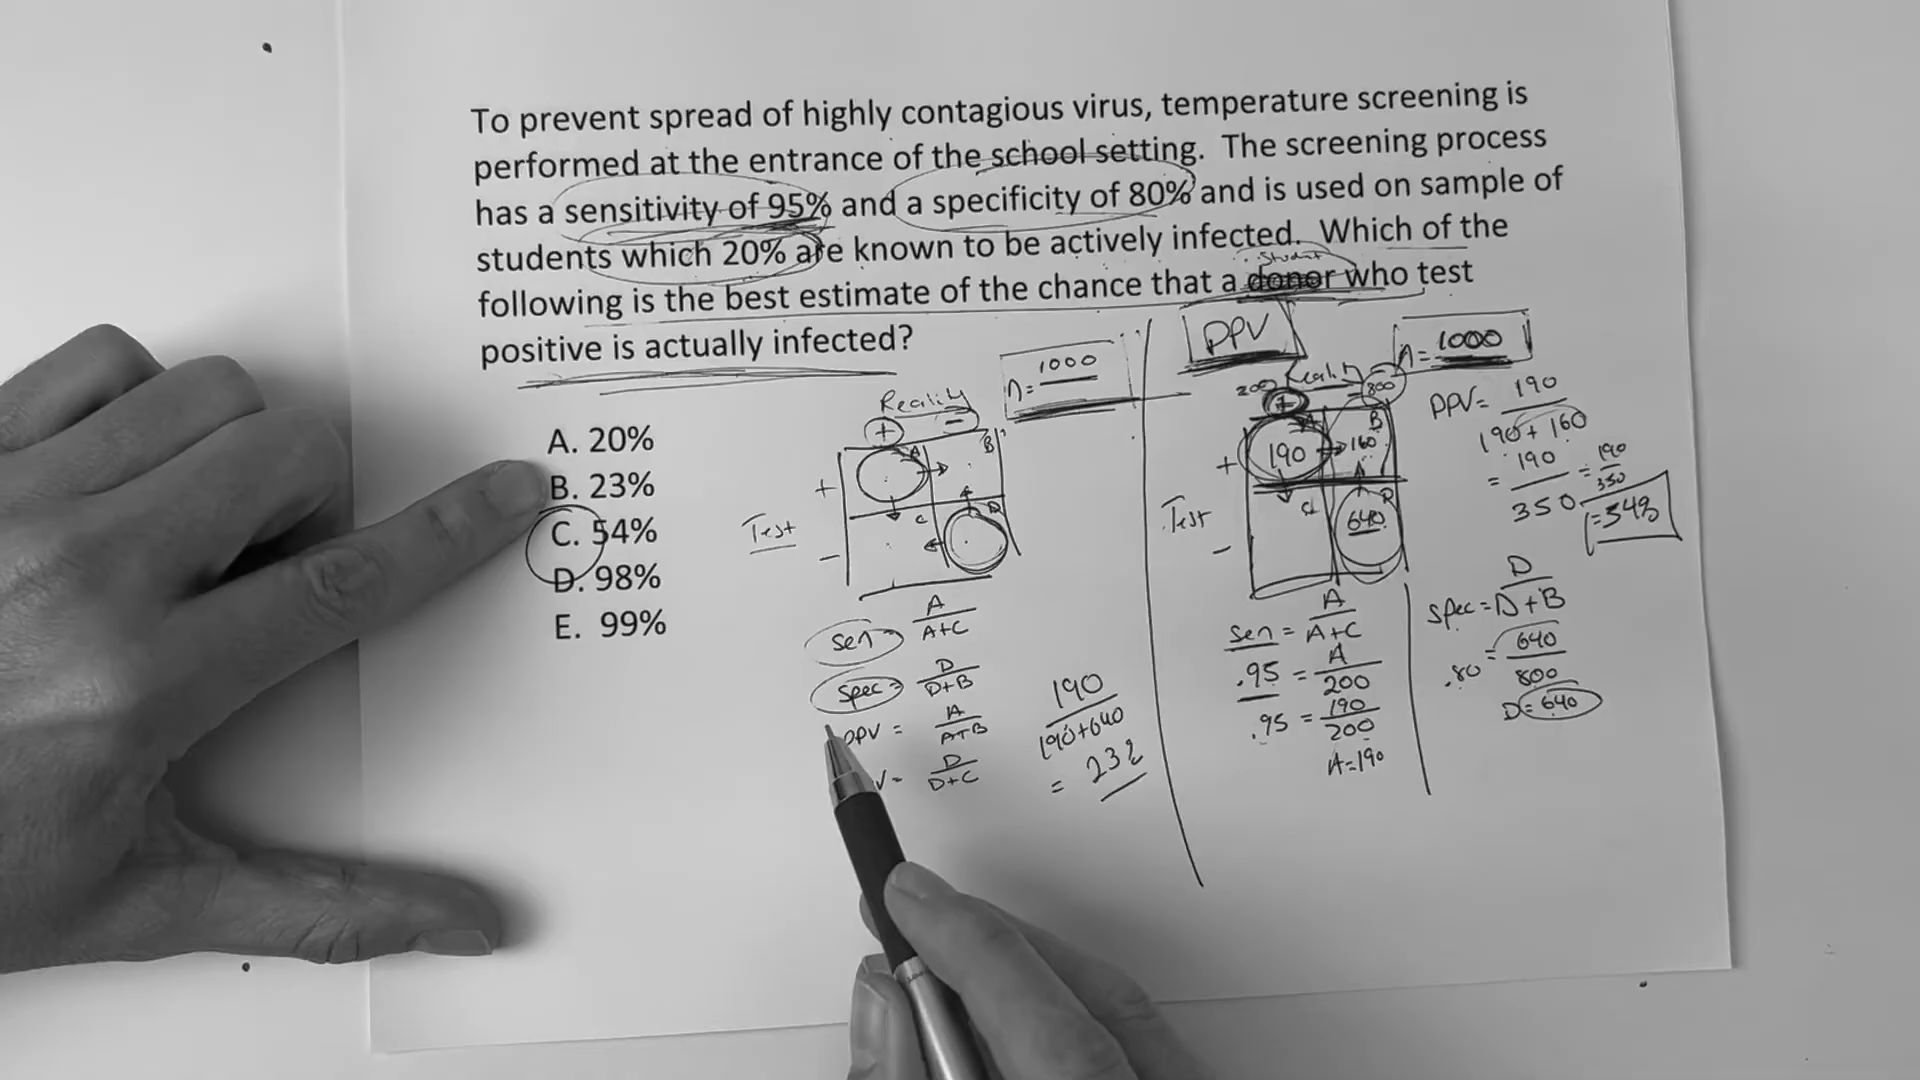 To prevent spread of highly contagious virus, temperature screening is
performed at the entrance of the school setting. The screening process
has a sensitivity of 95% and a specificity of 80% and is used on sample of
students which 20% are known to be actively infected. Which of the
student
following is the best estimate of the chance that a donor who test
positive is actually infected?
A. 20%
B. 23%
C. 54%
D. 98%
E. 99%
n= 1000
Reality
+ -
A B
+
Test
C D
-
Sen = A/A+C
Spec = D/D+B
PPV = A/A+B
V = D/D+C
190/190+640
= 23%
PPV
n= 1000
200 Reality 800
+ -
A B
+ 190 160
Test
C D
- 640
Sen = A/A+C
.95 = A/200
.95 = 190/200
A=190
PPV = 190/190+160
= 190/350 = 190/350
= 54%
Spec = D/D+B
.80 = 640/800
D=640